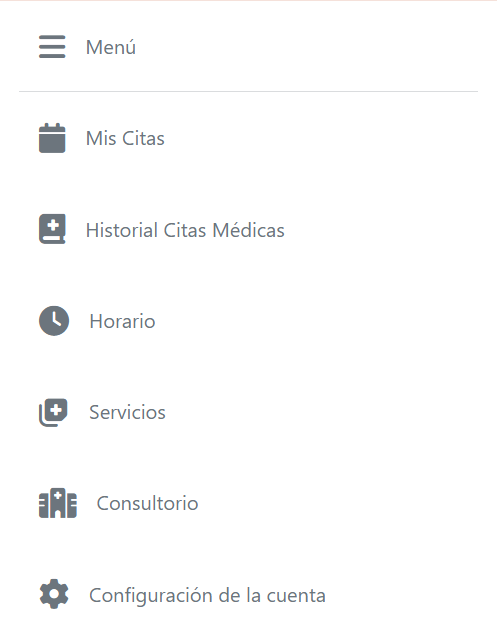 Menú
Mis Citas
Historial Citas Médicas
Horario
Servicios
Consultorio
Configuración de la cuenta